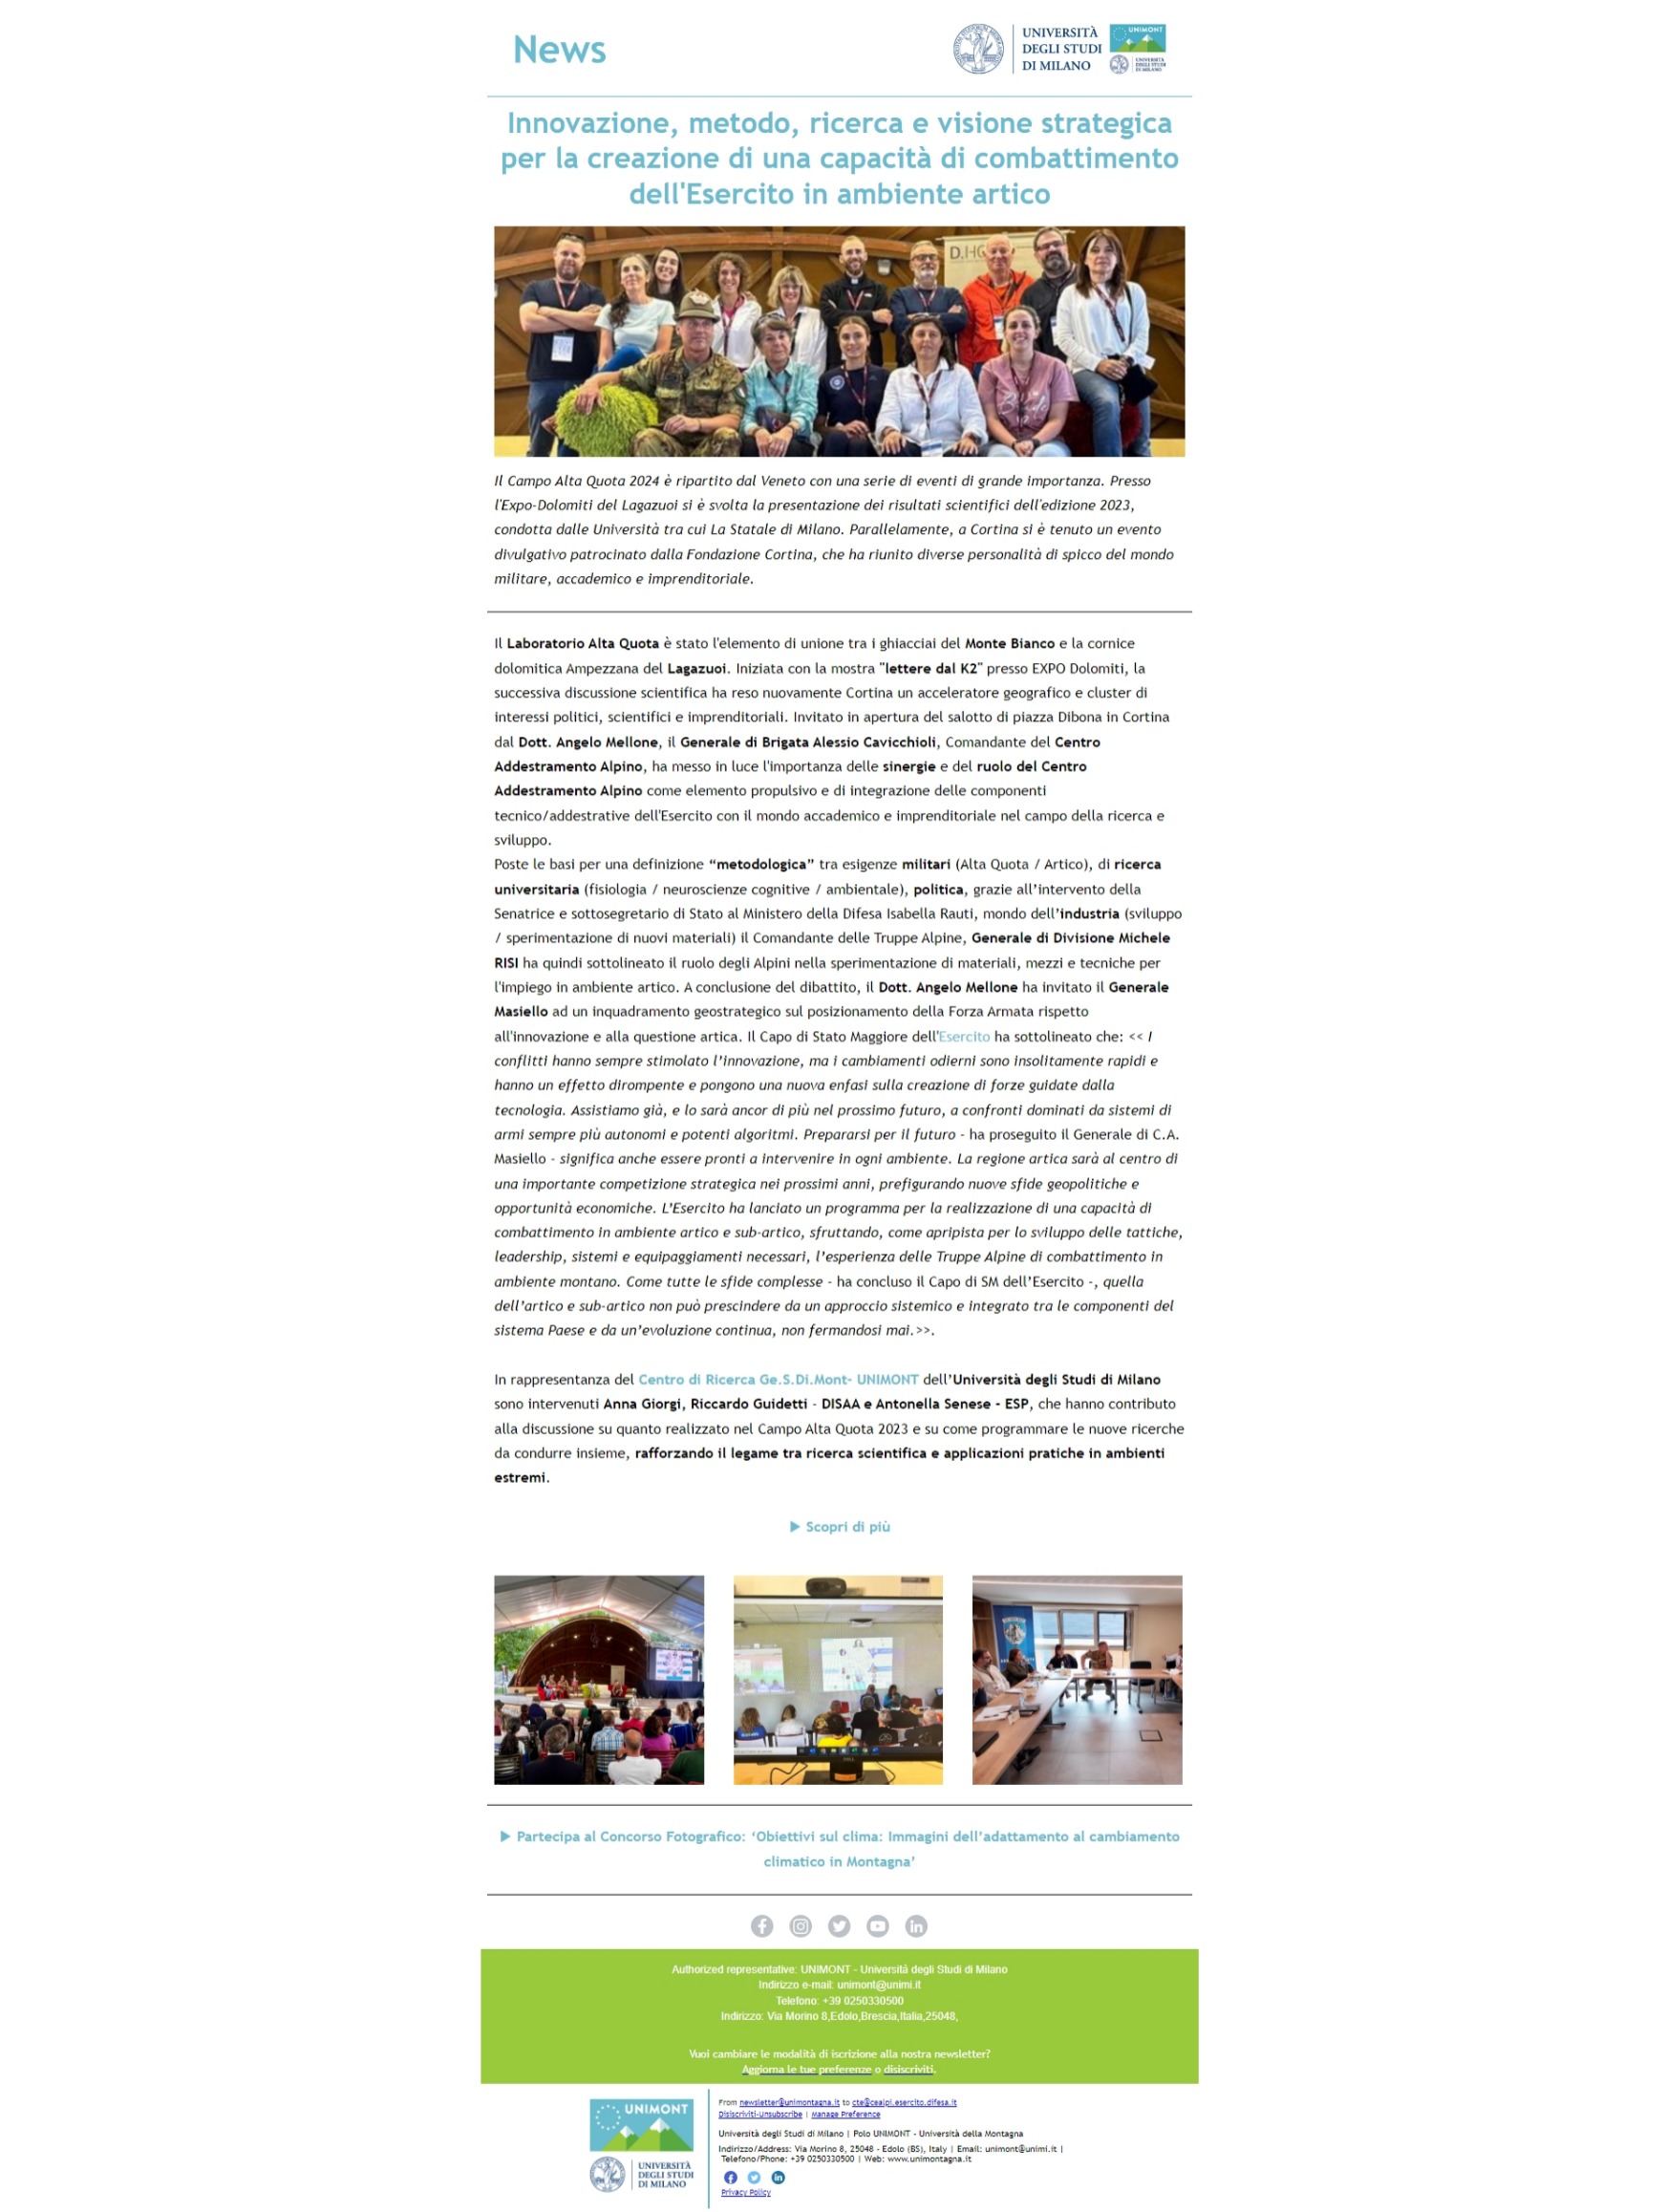 News
UNIVERSITÀ
DEGLI STUDI
DI MILANO
UNIMONT
UNIVERSITÀ
DEGLI STUDI
DI MILANO
Innovazione, metodo, ricerca e visione strategica
per la creazione di una capacità di combattimento
dell'Esercito in ambiente artico
D.HO
Il Campo Alta Quota 2024 è ripartito dal Veneto con una serie di eventi di grande importanza. Presso
l'Expo-Dolomiti del Lagazuoi si è svolta la presentazione dei risultati scientifici dell'edizione 2023,
condotta dalle Università tra cui La Statale di Milano. Parallelamente, a Cortina si è tenuto un evento
divulgativo patrocinato dalla Fondazione Cortina, che ha riunito diverse personalità di spicco del mondo
militare, accademico e imprenditoriale.
Il Laboratorio Alta Quota è stato l'elemento di unione tra i ghiacciai del Monte Bianco e la cornice
dolomitica Ampezzana del Lagazuoi. Iniziata con la mostra "lettere dal K2" presso EXPO Dolomiti, la
successiva discussione scientifica ha reso nuovamente Cortina un acceleratore geografico e cluster di
interessi politici, scientifici e imprenditoriali. Invitato in apertura del salotto di piazza Dibona in Cortina
dal Dott. Angelo Mellone, il Generale di Brigata Alessio Cavicchioli, Comandante del Centro
Addestramento Alpino, ha messo in luce l'importanza delle sinergie e del ruolo del Centro
Addestramento Alpino come elemento propulsivo e di integrazione delle componenti
tecnico/addestrative dell'Esercito con il mondo accademico e imprenditoriale nel campo della ricerca e
sviluppo.
Poste le basi per una definizione “metodologica” tra esigenze militari (Alta Quota / Artico), di ricerca
universitaria (fisiologia / neuroscienze cognitive / ambientale), politica, grazie all’intervento della
Senatrice e sottosegretario di Stato al Ministero della Difesa Isabella Rauti, mondo dell’industria (sviluppo
/ sperimentazione di nuovi materiali) il Comandante delle Truppe Alpine, Generale di Divisione Michele
RISI ha quindi sottolineato il ruolo degli Alpini nella sperimentazione di materiali, mezzi e tecniche per
l'impiego in ambiente artico. A conclusione del dibattito, il Dott. Angelo Mellone ha invitato il Generale
Masiello ad un inquadramento geostrategico sul posizionamento della Forza Armata rispetto
all'innovazione e alla questione artica. Il Capo di Stato Maggiore dell'Esercito ha sottolineato che: << I
conflitti hanno sempre stimolato l’innovazione, ma i cambiamenti odierni sono insolitamente rapidi e
hanno un effetto dirompente e pongono una nuova enfasi sulla creazione di forze guidate dalla
tecnologia. Assistiamo già, e lo sarà ancor di più nel prossimo futuro, a confronti dominati da sistemi di
armi sempre più autonomi e potenti algoritmi. Prepararsi per il futuro - ha proseguito il Generale di C.A.
Masiello - significa anche essere pronti a intervenire in ogni ambiente. La regione artica sarà al centro di
una importante competizione strategica nei prossimi anni, prefigurando nuove sfide geopolitiche e
opportunità economiche. L’Esercito ha lanciato un programma per la realizzazione di una capacità di
combattimento in ambiente artico e sub-artico, sfruttando, come apripista per lo sviluppo delle tattiche,
leadership, sistemi e equipaggiamenti necessari, l’esperienza delle Truppe Alpine di combattimento in
ambiente montano. Come tutte le sfide complesse - ha concluso il Capo di SM dell’Esercito -, quella
dell’artico e sub-artico non può prescindere da un approccio sistemico e integrato tra le componenti del
sistema Paese e da un’evoluzione continua, non fermandosi mai.>>.
In rappresentanza del Centro di Ricerca Ge.S.Di.Mont- UNIMONT dell’Università degli Studi di Milano
sono intervenuti Anna Giorgi, Riccardo Guidetti - DISAA e Antonella Senese - ESP, che hanno contributo
alla discussione su quanto realizzato nel Campo Alta Quota 2023 e su come programmare le nuove ricerche
da condurre insieme, rafforzando il legame tra ricerca scientifica e applicazioni pratiche in ambienti
estremi.
▶ Scopri di più
▶ Partecipa al Concorso Fotografico: ‘Obiettivi sul clima: Immagini dell’adattamento al cambiamento
climatico in Montagna’
Authorized representative: UNIMONT - Università degli Studi di Milano
Indirizzo e-mail: unimont@unimi.it
Telefono: +39 0250330500
Indirizzo: Via Morino 8,Edolo,Brescia,Italia,25048,
Vuoi cambiare le modalità di iscrizione alla nostra newsletter?
Aggiorna le tue preferenze o disiscriviti.
UNIMONT
UNIVERSITÀ
DEGLI STUDI
DI MILANO
From newsletter@unimontagna.it to cte@cealpi.esercito.difesa.it
Disiscriviti-Unsubscribe | Manage Preference
Università degli Studi di Milano | Polo UNIMONT - Università della Montagna
Indirizzo/Address: Via Morino 8, 25048 - Edolo (BS), Italy | Email: unimont@unimi.it |
Telefono/Phone: +39 0250330500 | Web: www.unimontagna.it
Privacy Policy